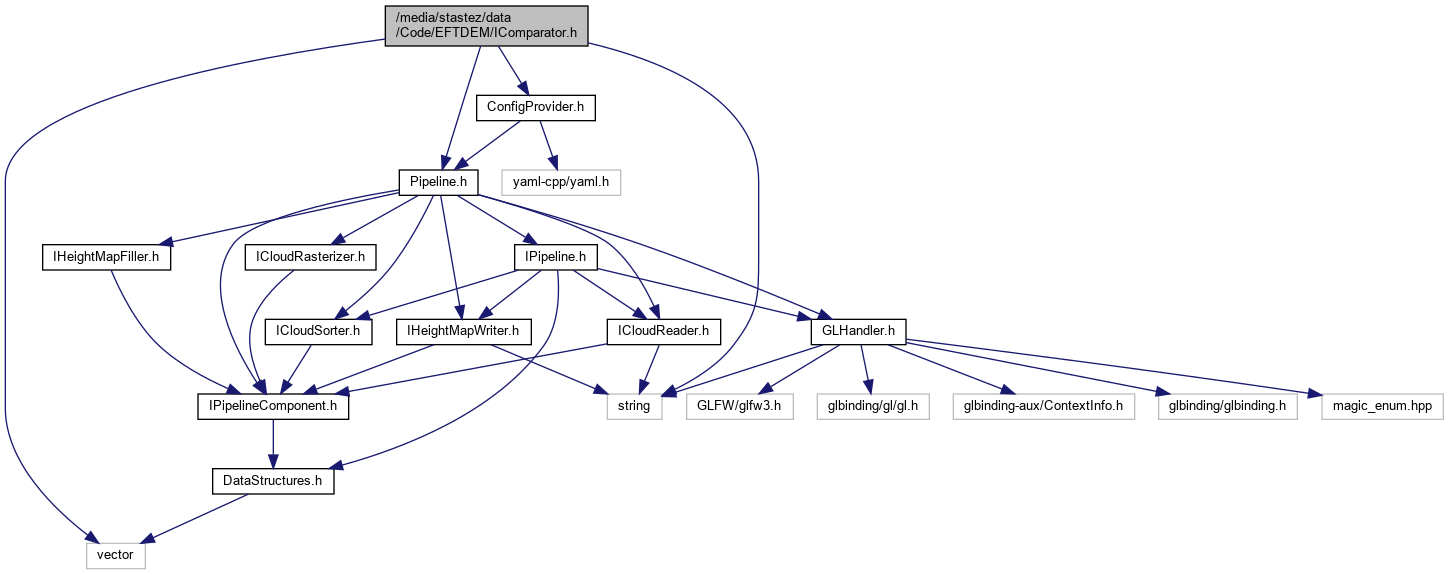 /media/stastez/data
/Code/EFTDEM/IComparator.h
ConfigProvider.h
Pipeline.h
yaml-cpp/yaml.h
IHeightMapFiller.h
ICloudRasterizer.h
IPipeline.h
ICloudSorter.h
IHeightMapWriter.h
ICloudReader.h
GLHandler.h
IPipelineComponent.h
string
GLFW/glfw3.h
glbinding/gl/gl.h
glbinding-aux/ContextInfo.h
glbinding/glbinding.h
magic_enum.hpp
DataStructures.h
vector